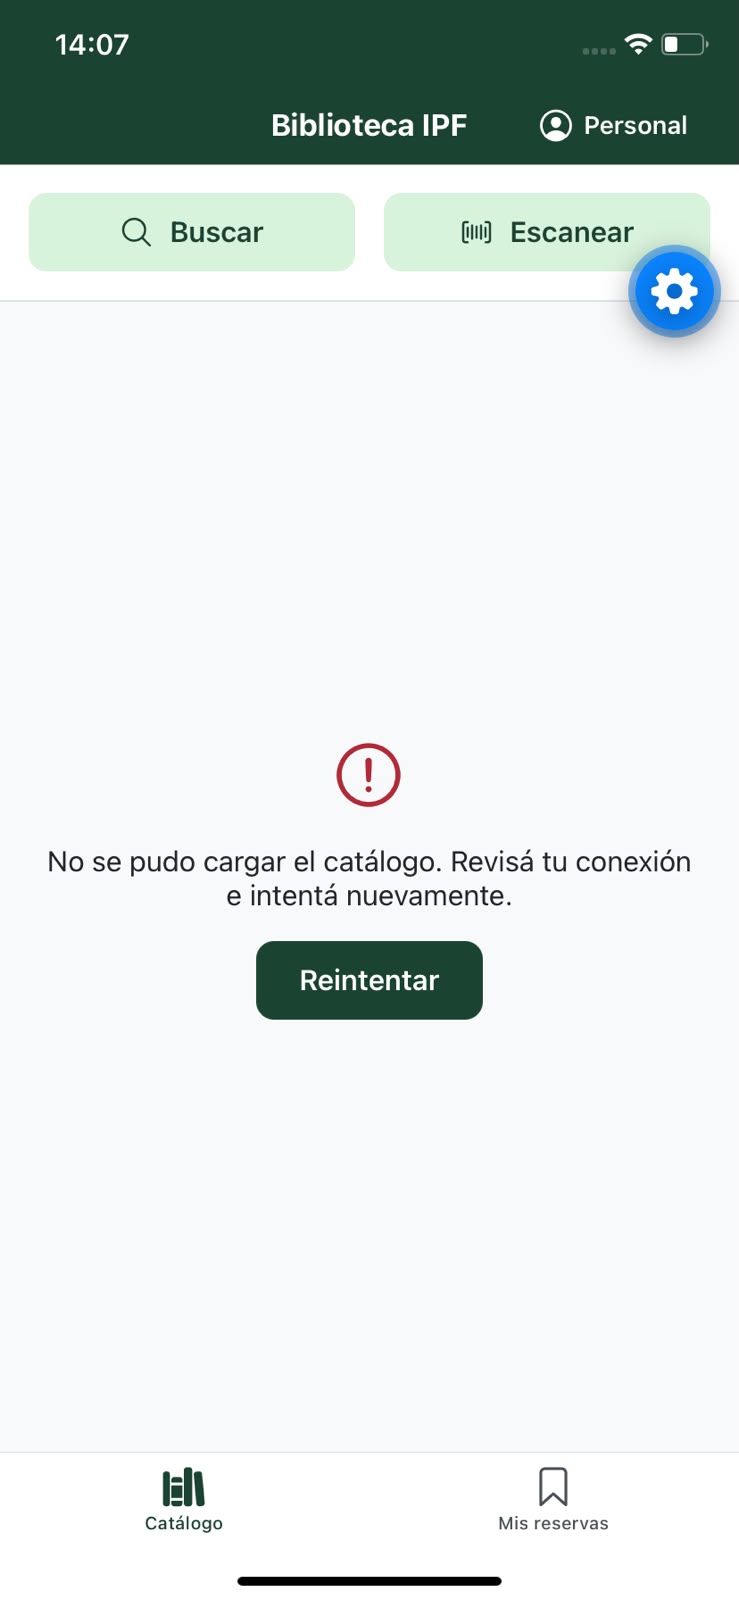 14:07
Biblioteca IPF
Personal
Buscar
Escanear
No se pudo cargar el catálogo. Revisá tu conexión
e intentá nuevamente.
Reintentar
Catálogo
Mis reservas